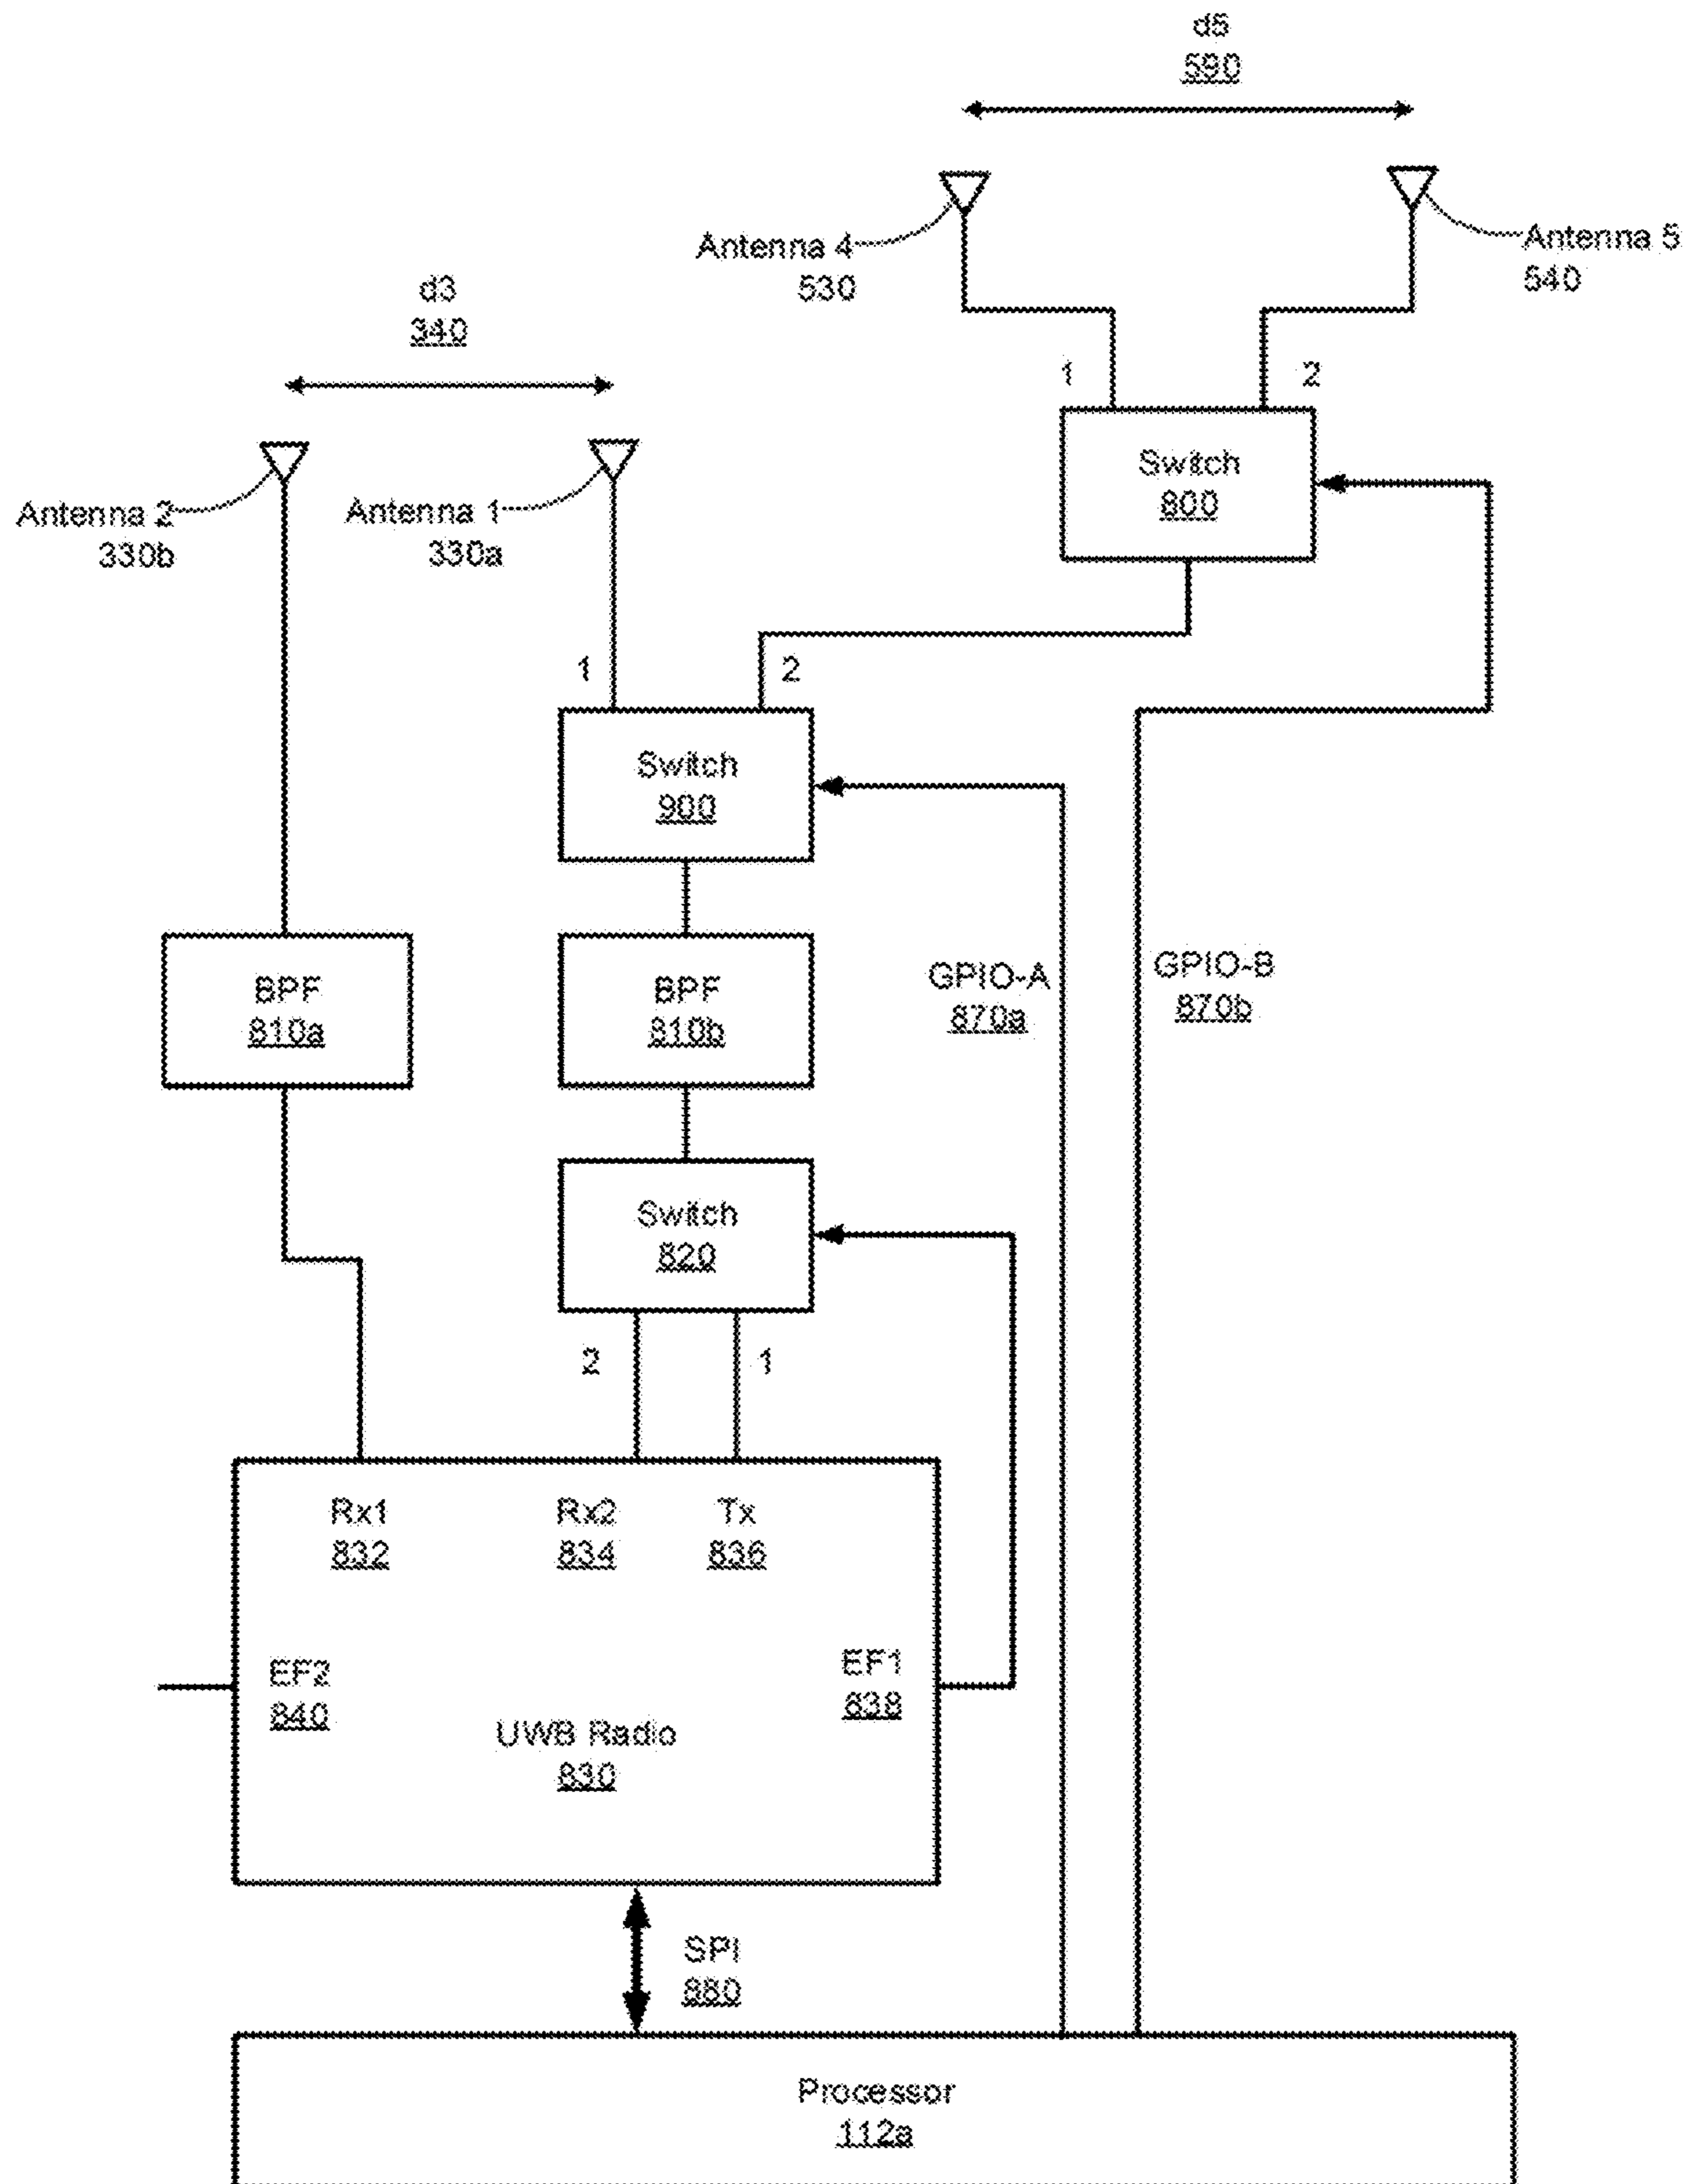 d5
590
Antenna 4
530
Antenna 5
540
d3
340
1
2
Switch
800
Antenna 2
330b
Antenna 1
330a
1
2
Switch
900
BPF
810a
BPF
810b
GPIO-A
870a
GPIO-B
870b
Switch
820
2
1
Rx1
832
Rx2
834
Tx
836
EF2
840
EF1
838
UWB Radio
830
SPI
880
Processor
112a